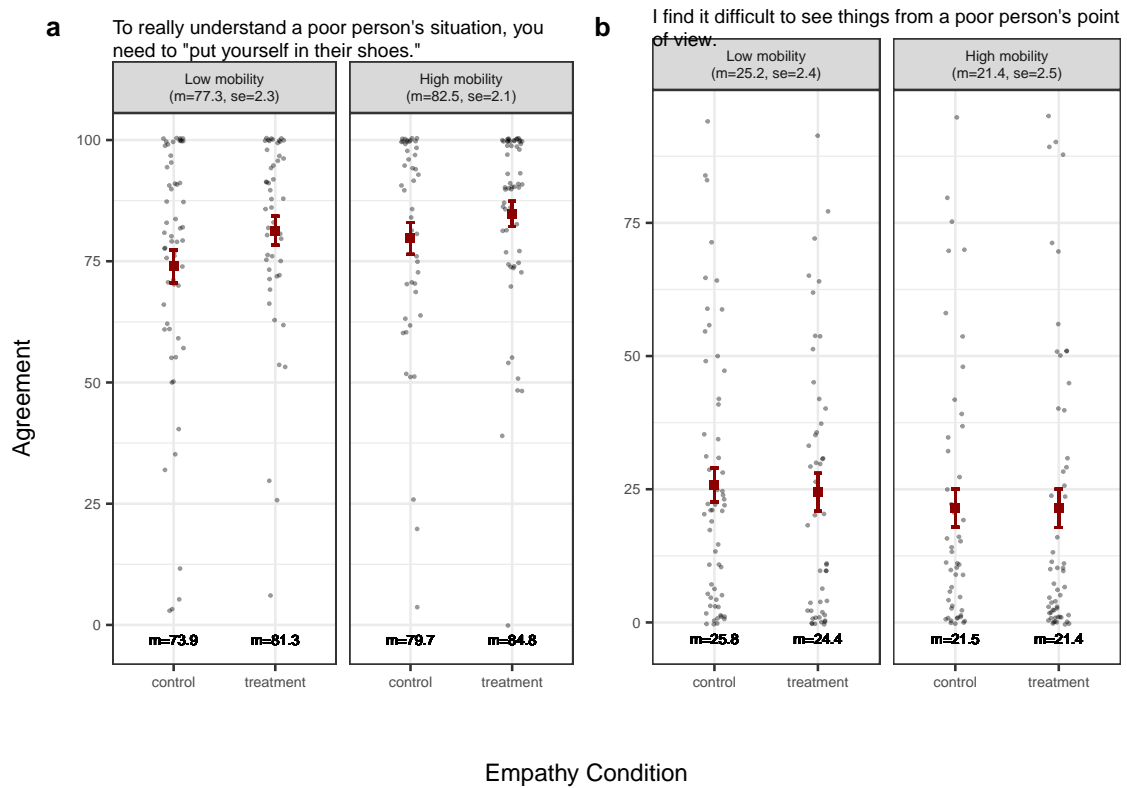 a
To really understand a poor person's situation, you
need to "put yourself in their shoes."
Low mobility
(m=77.3, se=2.3)
High mobility
(m=82.5, se=2.1)
100
75
50
25
0
m=73.9
m=81.3
m=79.7
m=84.8
control
treatment
control
treatment
Agreement
b
I find it difficult to see things from a poor person's point
of view.
Low mobility
(m=25.2, se=2.4)
High mobility
(m=21.4, se=2.5)
75
50
25
0
m=25.8
m=24.4
m=21.5
m=21.4
control
treatment
control
treatment
Empathy Condition